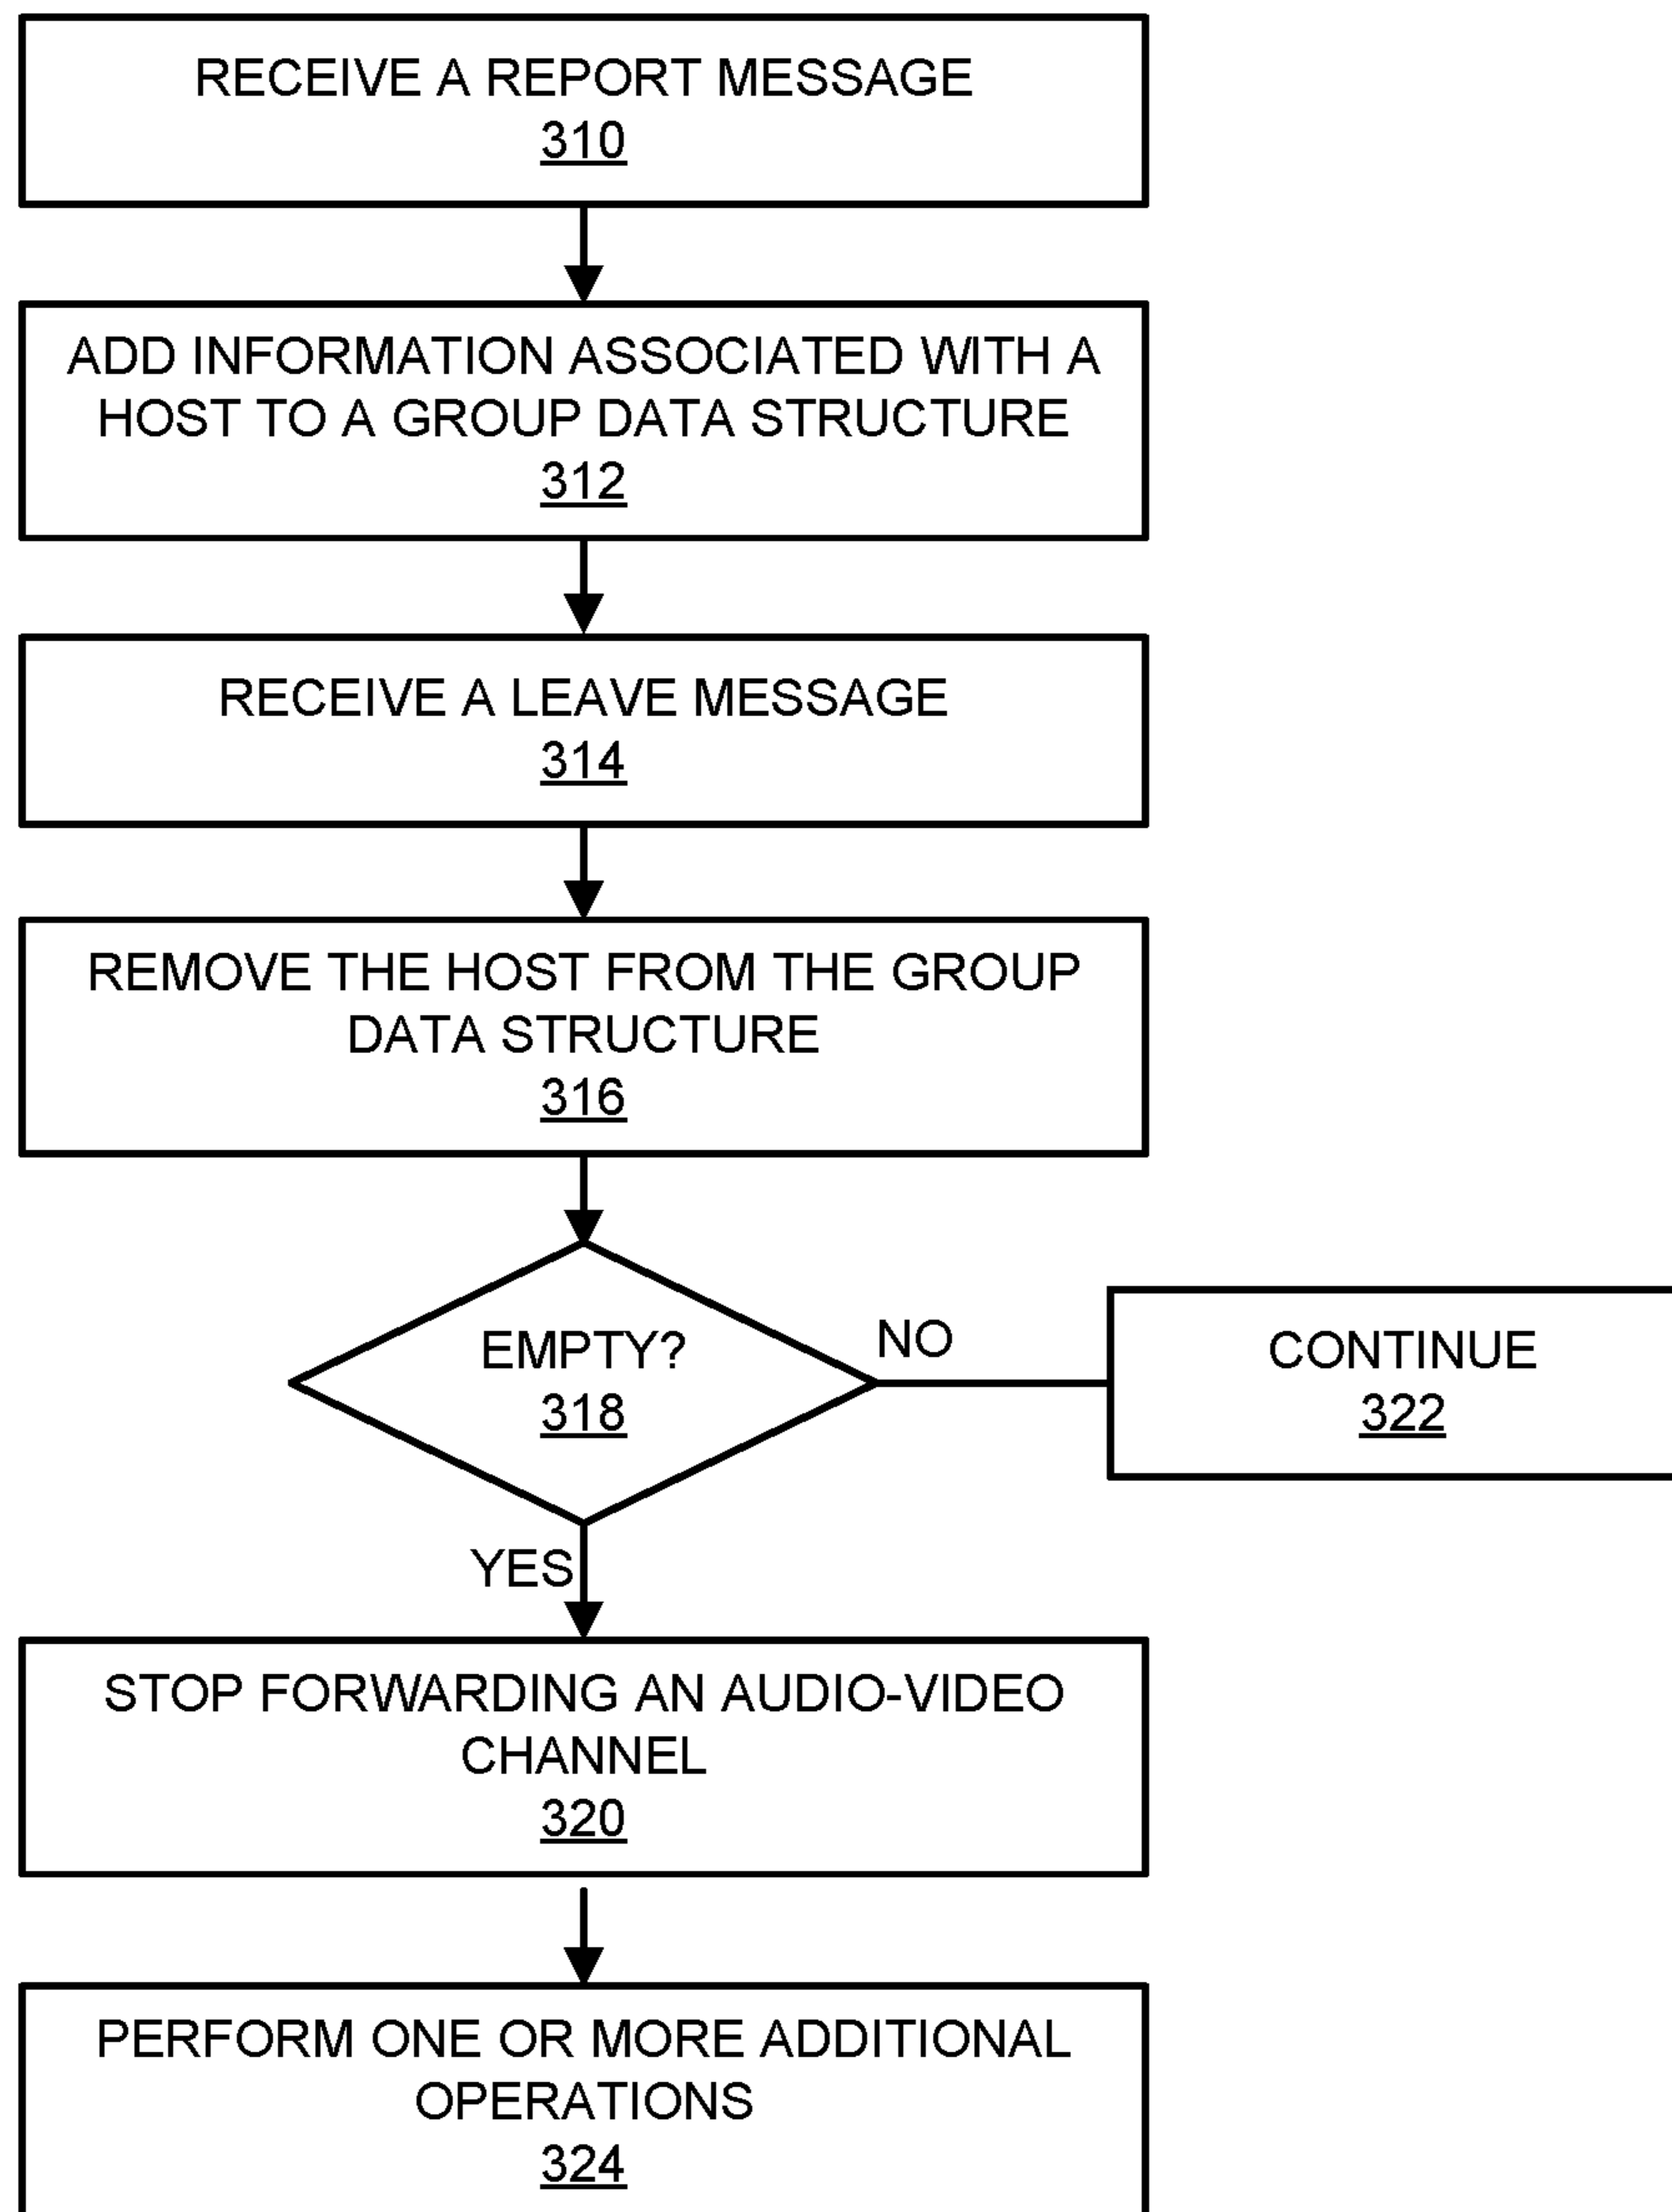 RECEIVE A REPORT MESSAGE
310
ADD INFORMATION ASSOCIATED WITH A
HOST TO A GROUP DATA STRUCTURE
312
RECEIVE A LEAVE MESSAGE
314
REMOVE THE HOST FROM THE GROUP
DATA STRUCTURE
316
EMPTY?
318
NO
CONTINUE
322
YES
STOP FORWARDING AN AUDIO-VIDEO
CHANNEL
320
PERFORM ONE OR MORE ADDITIONAL
OPERATIONS
324